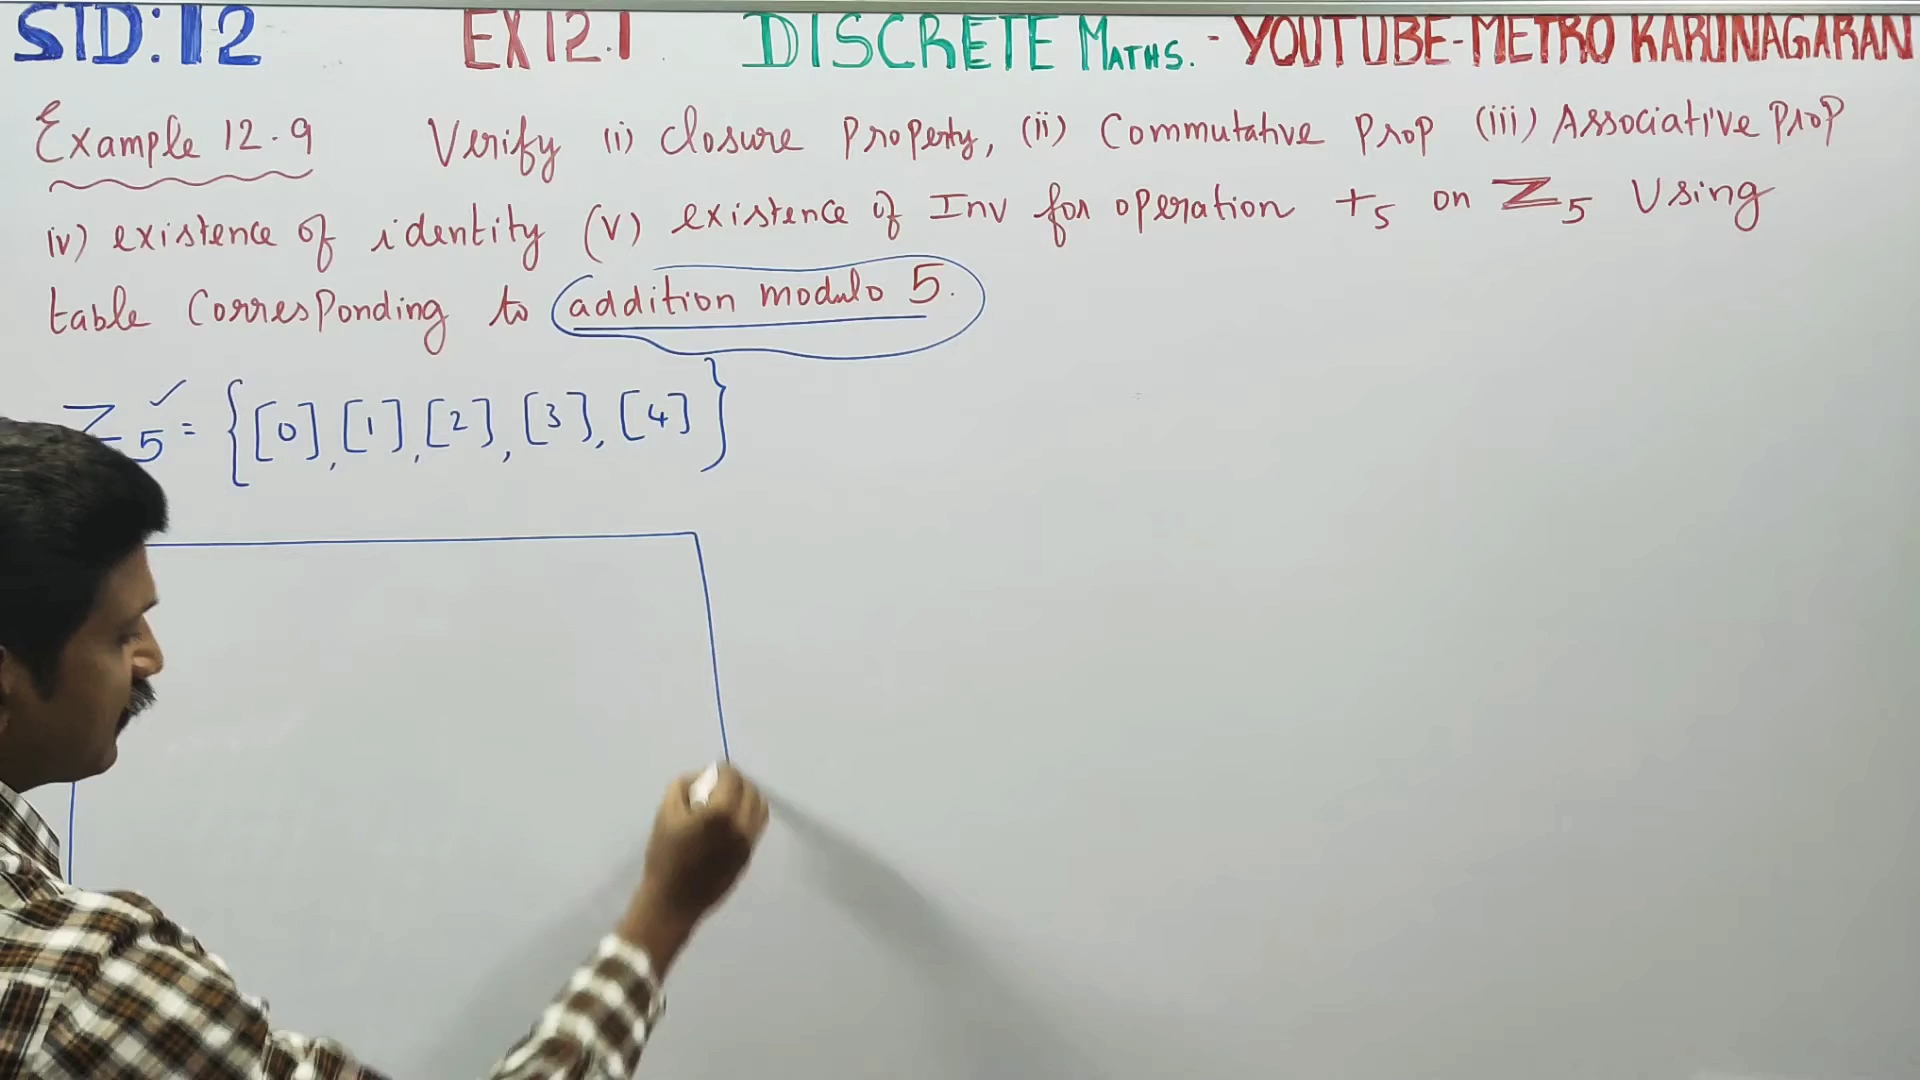 STD: 12 EX 12.1 DISCRETE MATHS. - YOUTUBE-METRO KARUNAGARAN
Example 12.9 Verify (i) closure Property, (ii) Commutative Prop (iii) Associative Prop
iv) existence of identity (v) existence of Inv for operation +₅ on ℤ₅ Using
table Corresponding to addition modulo 5.
Z₅ = {[0], [1], [2], [3], [4]}